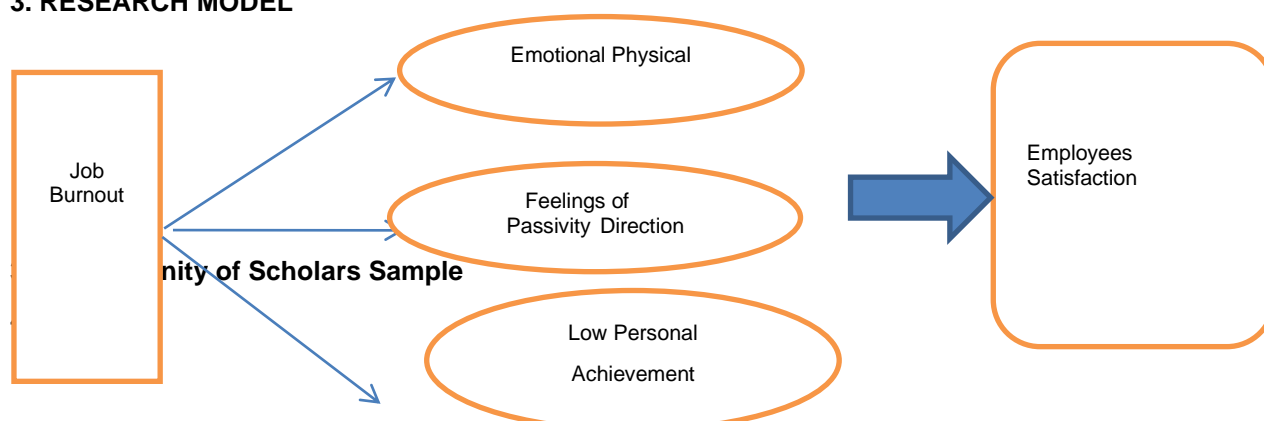 3. RESEARCH MODEL
Emotional Physical
Job
Burnout
Employees
Satisfaction
Feelings of
Passivity Direction
of Scholars Sample
Low Personal
Achievement